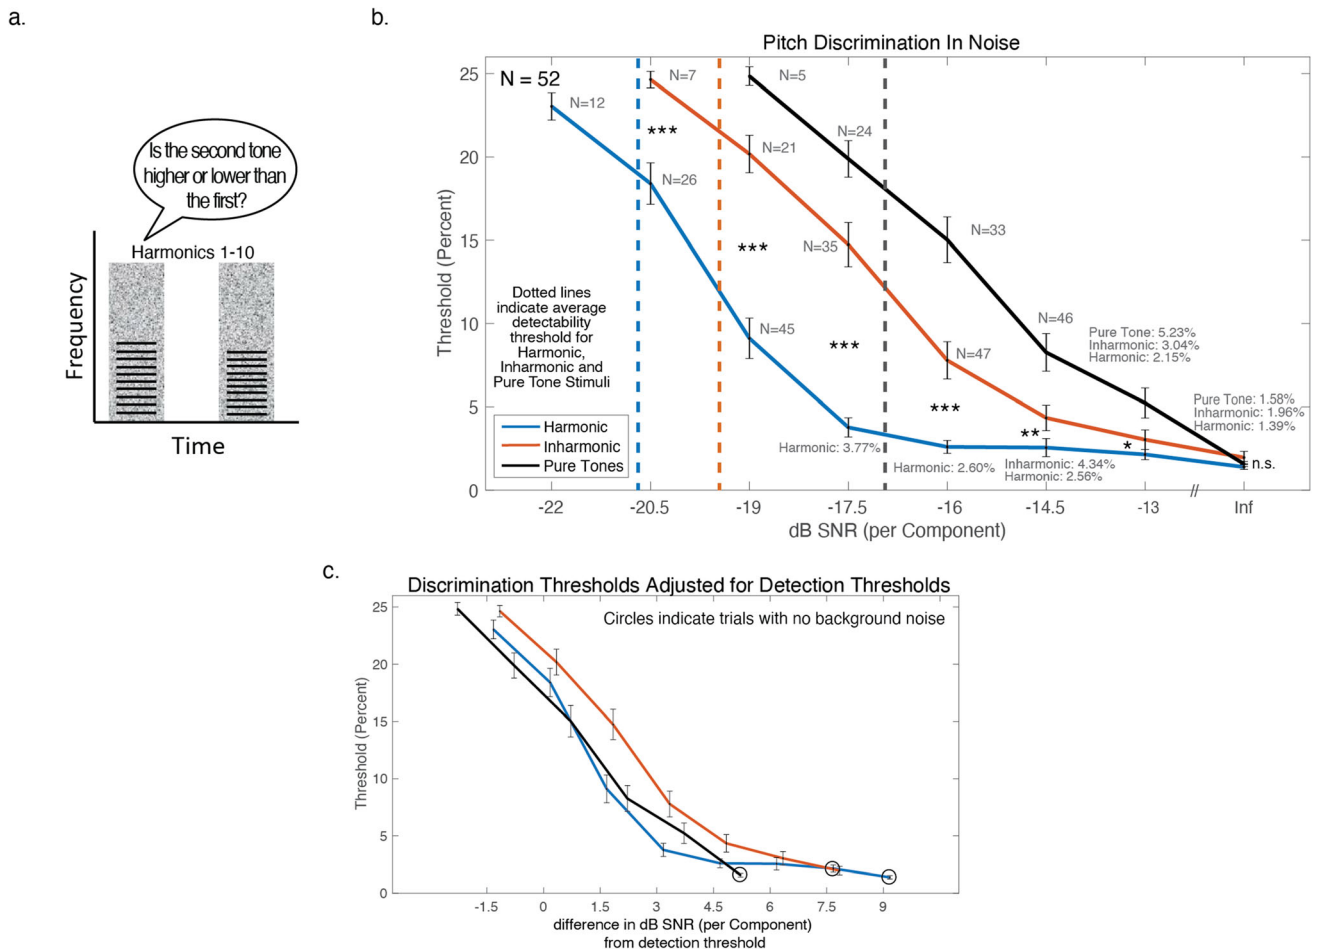 a.
Is the second tone
higher or lower than
the first?
Harmonics 1-10
Frequency
Time
b.
Pitch Discrimination In Noise
N = 52
N=12
N=7
N=5
N=26
N=21
N=24
N=45
N=35
N=33
N=47
N=46
***
***
***
***
**
*
n.s.
Dotted lines
indicate average
detectability
threshold for
Harmonic,
Inharmonic and
Pure Tone Stimuli
Harmonic
Inharmonic
Pure Tones
Harmonic: 3.77%
Harmonic: 2.60%
Inharmonic: 4.34%
Harmonic: 2.56%
Pure Tone: 5.23%
Inharmonic: 3.04%
Harmonic: 2.15%
Pure Tone: 1.58%
Inharmonic: 1.96%
Harmonic: 1.39%
Threshold (Percent)
25
20
15
10
5
0
-22 -20.5 -19 -17.5 -16 -14.5 -13 // Inf
dB SNR (per Component)
c.
Discrimination Thresholds Adjusted for Detection Thresholds
Circles indicate trials with no background noise
Threshold (Percent)
25
20
15
10
5
0
-1.5 0 1.5 3 4.5 6 7.5 9
difference in dB SNR (per Component)
from detection threshold